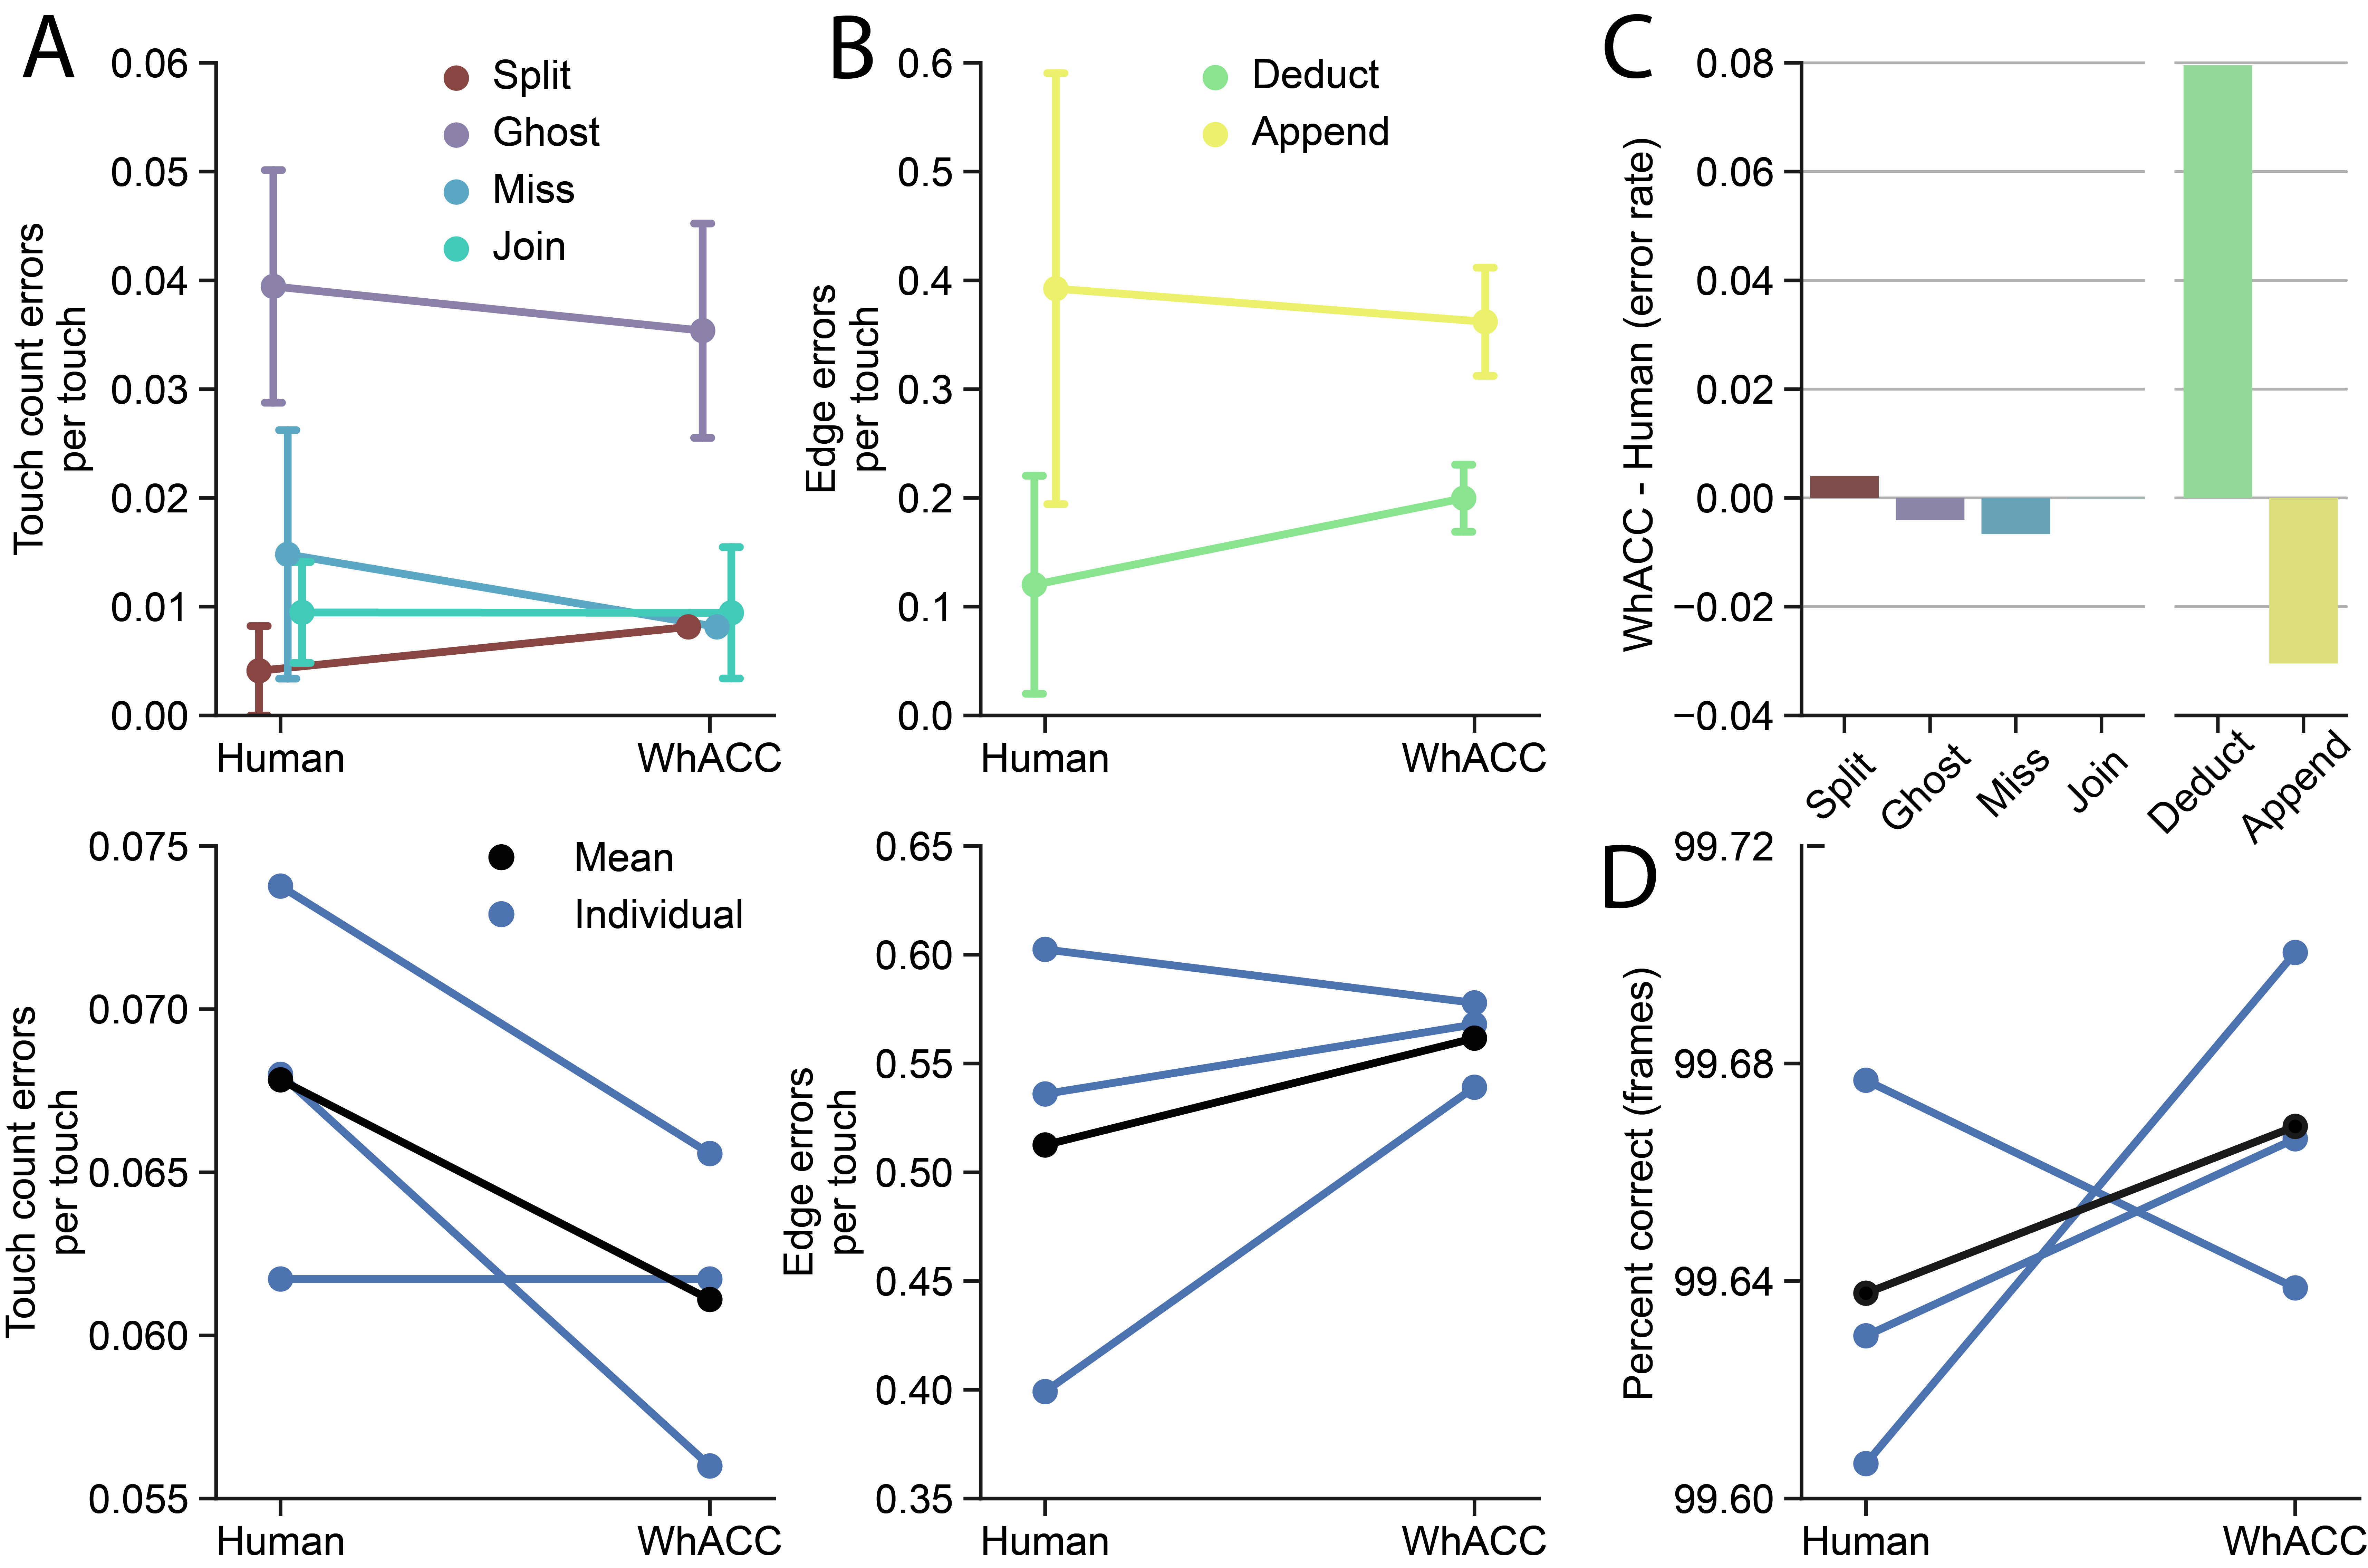 A
0.06
0.05
0.04
0.03
0.02
0.01
0.00
Touch count errors
per touch
Split
Ghost
Miss
Join
Human
WhACC
B
0.6
0.5
0.4
0.3
0.2
0.1
0.0
Edge errors
per touch
Deduct
Append
Human
WhACC
C
0.08
0.06
0.04
0.02
0.00
−0.02
−0.04
WhACC - Human (error rate)
Split
Ghost
Miss
Join
Deduct
Append
0.075
0.070
0.065
0.060
0.055
Touch count errors
per touch
Mean
Individual
Human
WhACC
0.65
0.60
0.55
0.50
0.45
0.40
0.35
Edge errors
per touch
Human
WhACC
D
99.72
99.68
99.64
99.60
Percent correct (frames)
Human
WhACC